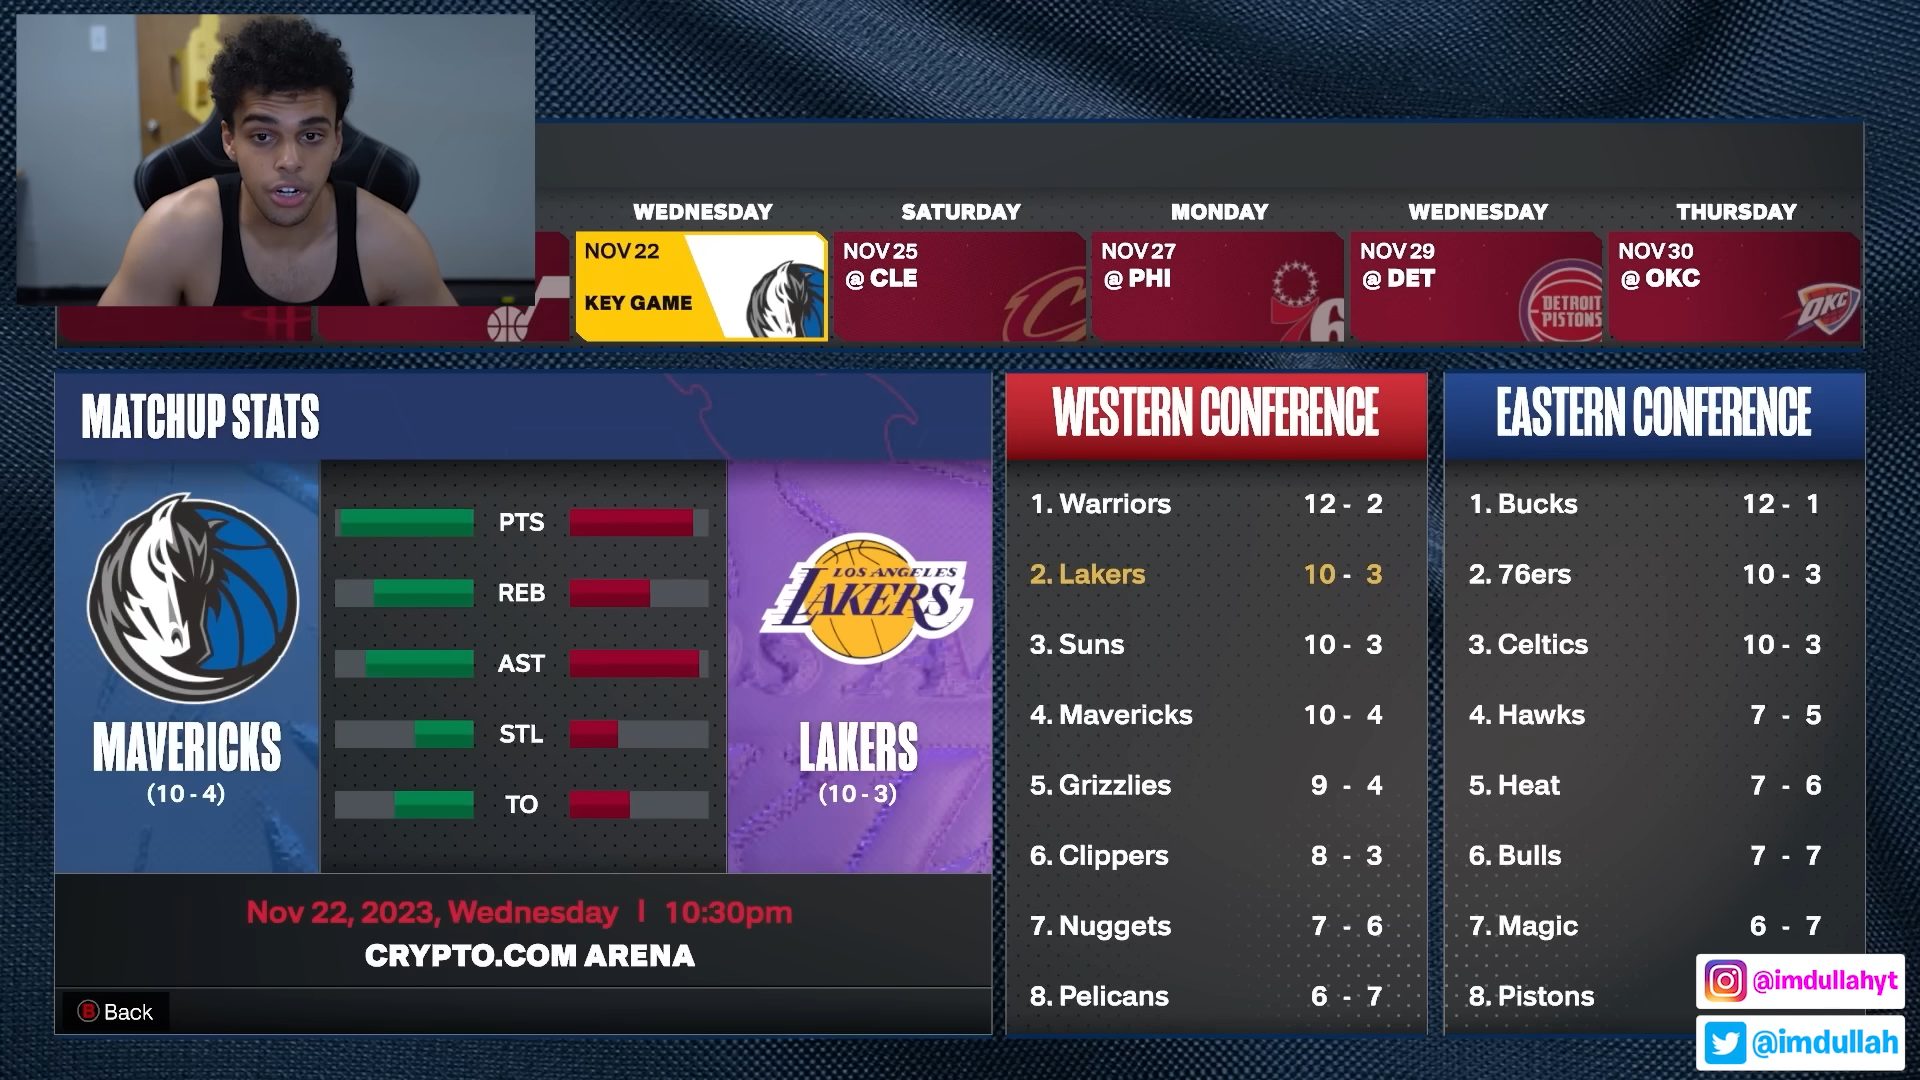 WEDNESDAY
SATURDAY
MONDAY
WEDNESDAY
THURSDAY
NOV 22
KEY GAME
NOV 25
@ CLE
NOV 27
@ PHI
NOV 29
@ DET
DETROIT
PISTONS
NOV 30
@ OKC
OKC
MATCHUP STATS
PTS
REB
AST
STL
TO
MAVERICKS
(10 - 4)
LOS ANGELES
LAKERS
LAKERS
(10 - 3)
Nov 22, 2023, Wednesday | 10:30pm
CRYPTO.COM ARENA
B Back
WESTERN CONFERENCE
1. Warriors 12 - 2
2. Lakers 10 - 3
3. Suns 10 - 3
4. Mavericks 10 - 4
5. Grizzlies 9 - 4
6. Clippers 8 - 3
7. Nuggets 7 - 6
8. Pelicans 6 - 7
EASTERN CONFERENCE
1. Bucks 12 - 1
2. 76ers 10 - 3
3. Celtics 10 - 3
4. Hawks 7 - 5
5. Heat 7 - 6
6. Bulls 7 - 7
7. Magic 6 - 7
8. Pistons
@imdullahyt
@imdullah